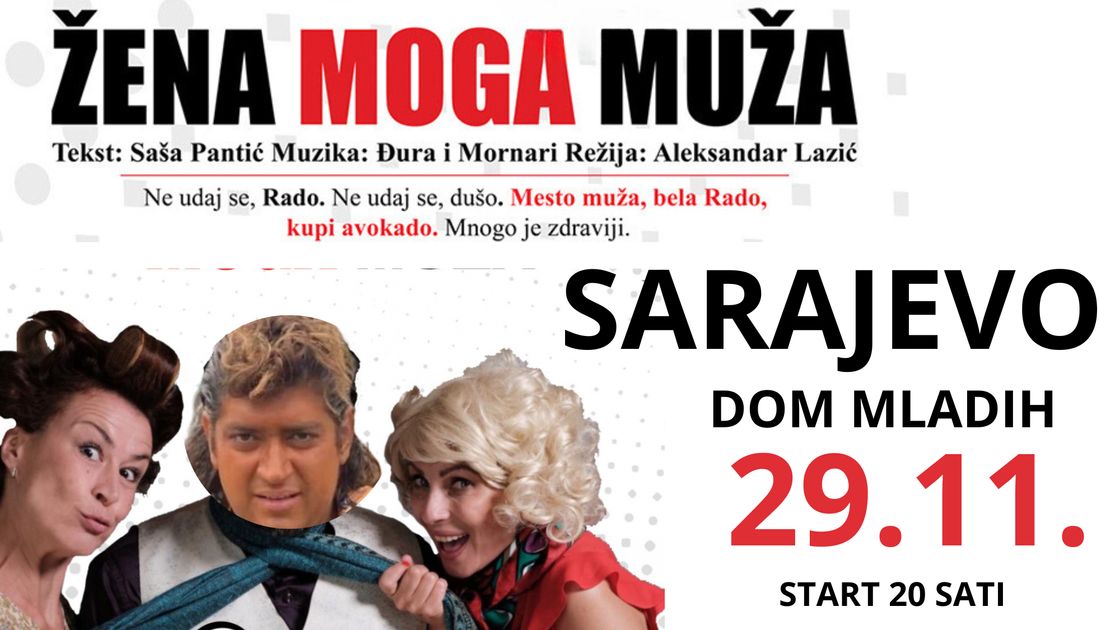 ŽENA MOGA MUŽA
Tekst: Saša Pantić Muzika: Đura i Mornari Režija: Aleksandar Lazić
Ne udaj se, Rado. Ne udaj se, dušo. Mesto muža, bela Rado,
kupi avokado. Mnogo je zdraviji.
SARAJEVO
DOM MLADIH
29.11.
START 20 SATI